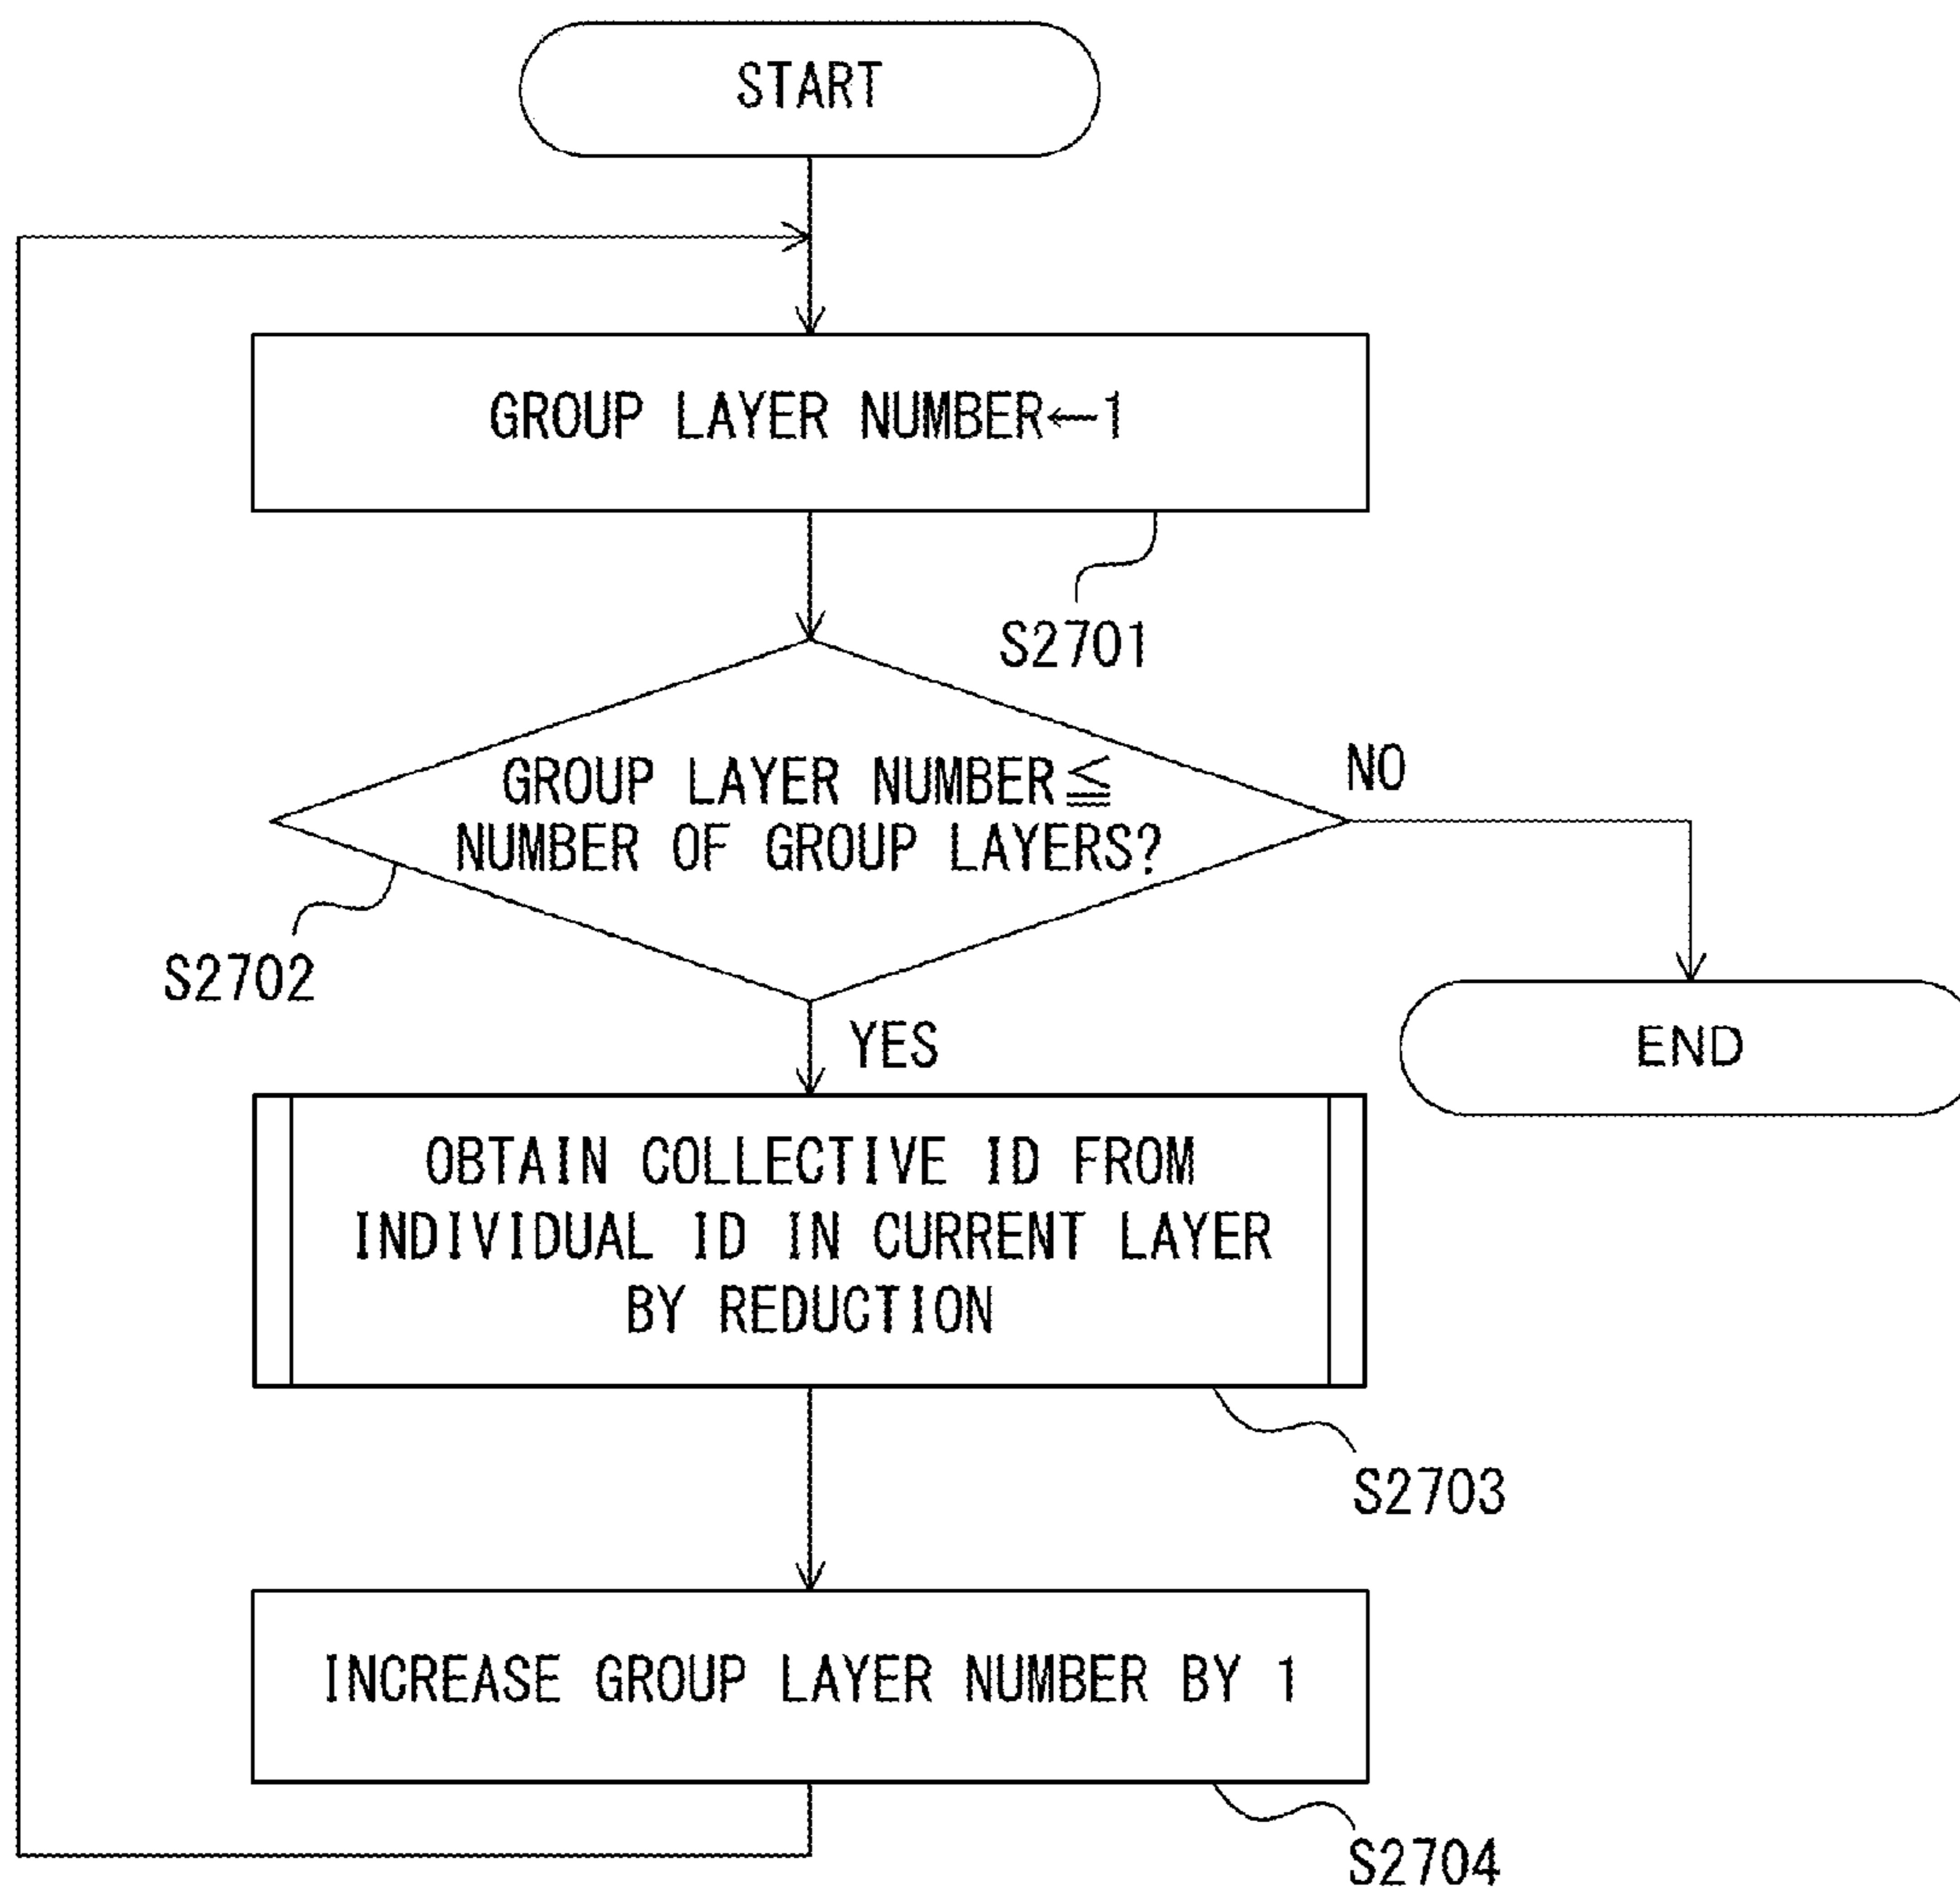 START
GROUP LAYER NUMBER←1
S2701
GROUP LAYER NUMBER≦
NUMBER OF GROUP LAYERS?
NO
S2702
YES
END
OBTAIN COLLECTIVE ID FROM
INDIVIDUAL ID IN CURRENT LAYER
BY REDUCTION
S2703
INCREASE GROUP LAYER NUMBER BY 1
S2704